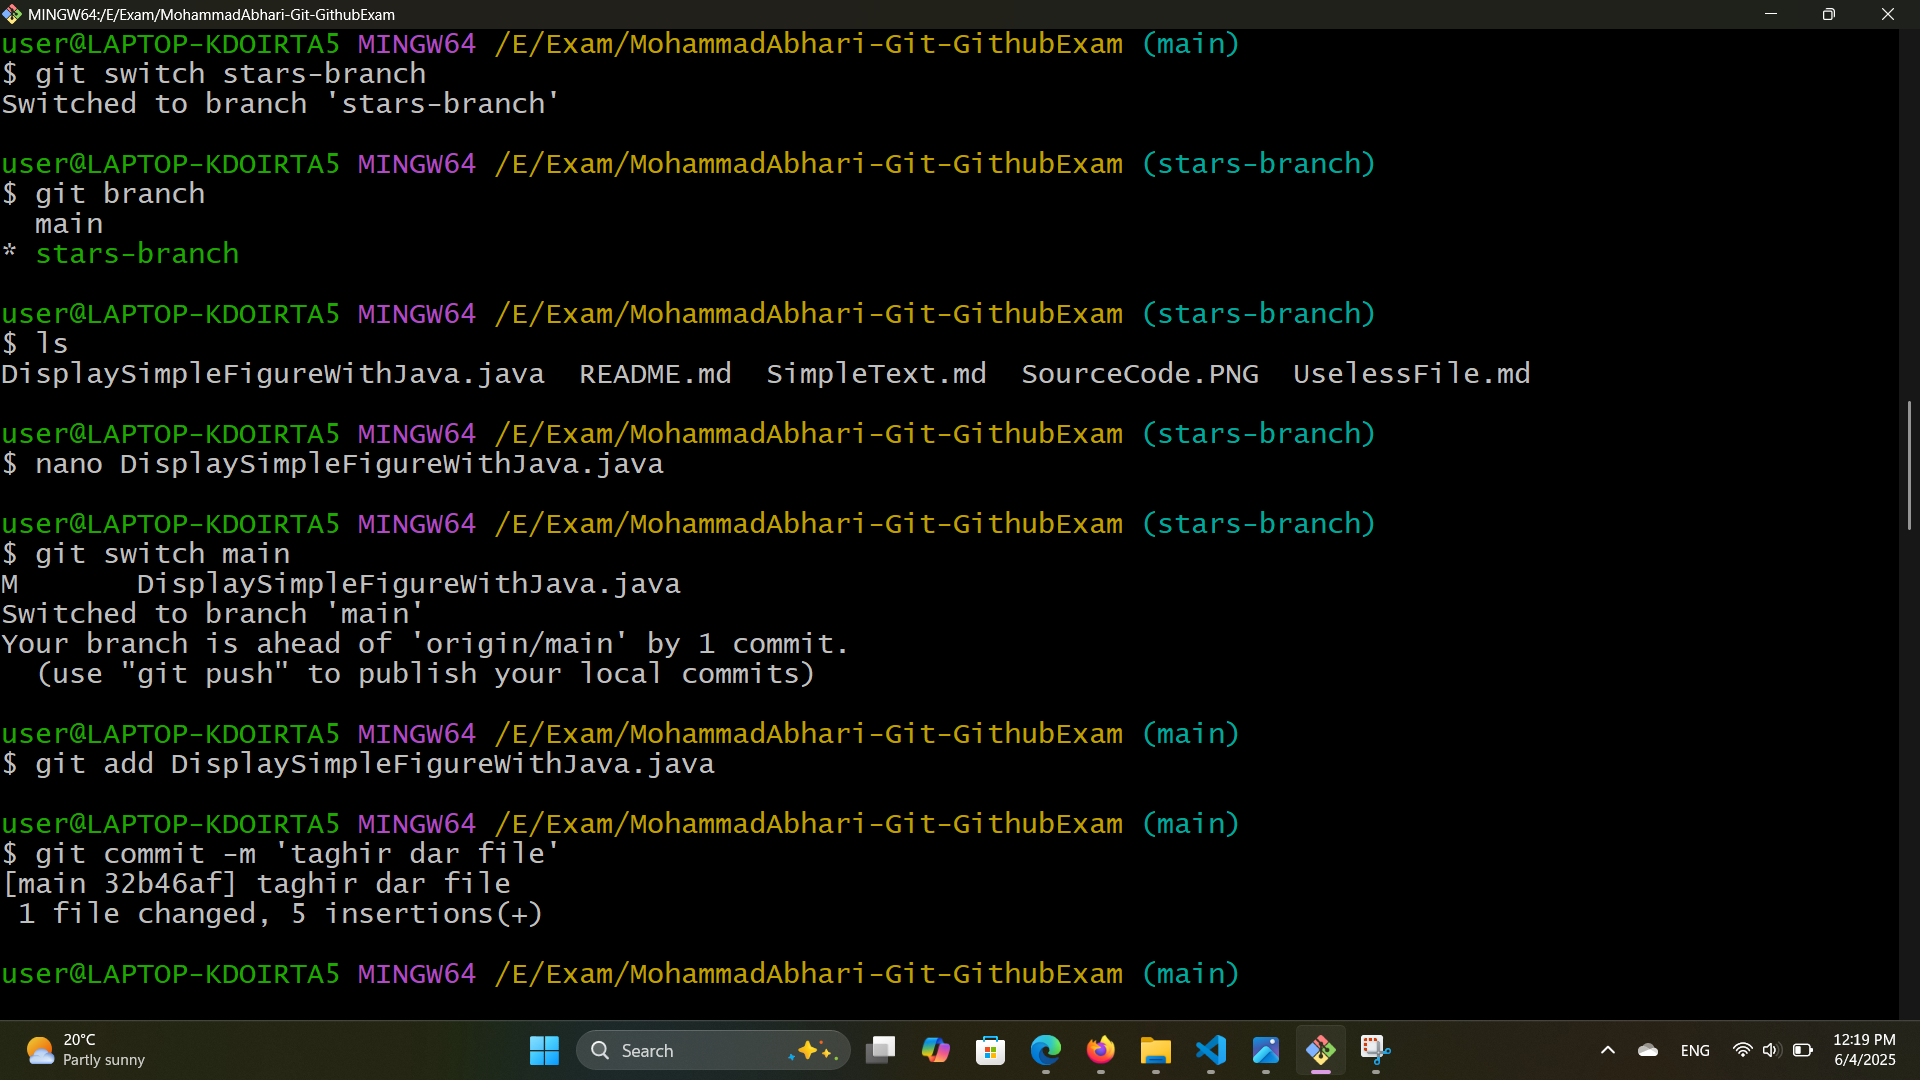 MINGW64:/E/Exam/MohammadAbhari-Git-GithubExam
user@LAPTOP-KDOIRTA5 MINGW64 /E/Exam/MohammadAbhari-Git-GithubExam (main)
$ git switch stars-branch
Switched to branch 'stars-branch'
user@LAPTOP-KDOIRTA5 MINGW64 /E/Exam/MohammadAbhari-Git-GithubExam (stars-branch)
$ git branch
  main
* stars-branch
user@LAPTOP-KDOIRTA5 MINGW64 /E/Exam/MohammadAbhari-Git-GithubExam (stars-branch)
$ ls
DisplaySimpleFigureWithJava.java  README.md  SimpleText.md  SourceCode.PNG  UselessFile.md
user@LAPTOP-KDOIRTA5 MINGW64 /E/Exam/MohammadAbhari-Git-GithubExam (stars-branch)
$ nano DisplaySimpleFigureWithJava.java
user@LAPTOP-KDOIRTA5 MINGW64 /E/Exam/MohammadAbhari-Git-GithubExam (stars-branch)
$ git switch main
M       DisplaySimpleFigureWithJava.java
Switched to branch 'main'
Your branch is ahead of 'origin/main' by 1 commit.
  (use "git push" to publish your local commits)
user@LAPTOP-KDOIRTA5 MINGW64 /E/Exam/MohammadAbhari-Git-GithubExam (main)
$ git add DisplaySimpleFigureWithJava.java
user@LAPTOP-KDOIRTA5 MINGW64 /E/Exam/MohammadAbhari-Git-GithubExam (main)
$ git commit -m 'taghir dar file'
[main 32b46af] taghir dar file
 1 file changed, 5 insertions(+)
user@LAPTOP-KDOIRTA5 MINGW64 /E/Exam/MohammadAbhari-Git-GithubExam (main)
20°C
Partly sunny
Search
ENG
12:19 PM
6/4/2025